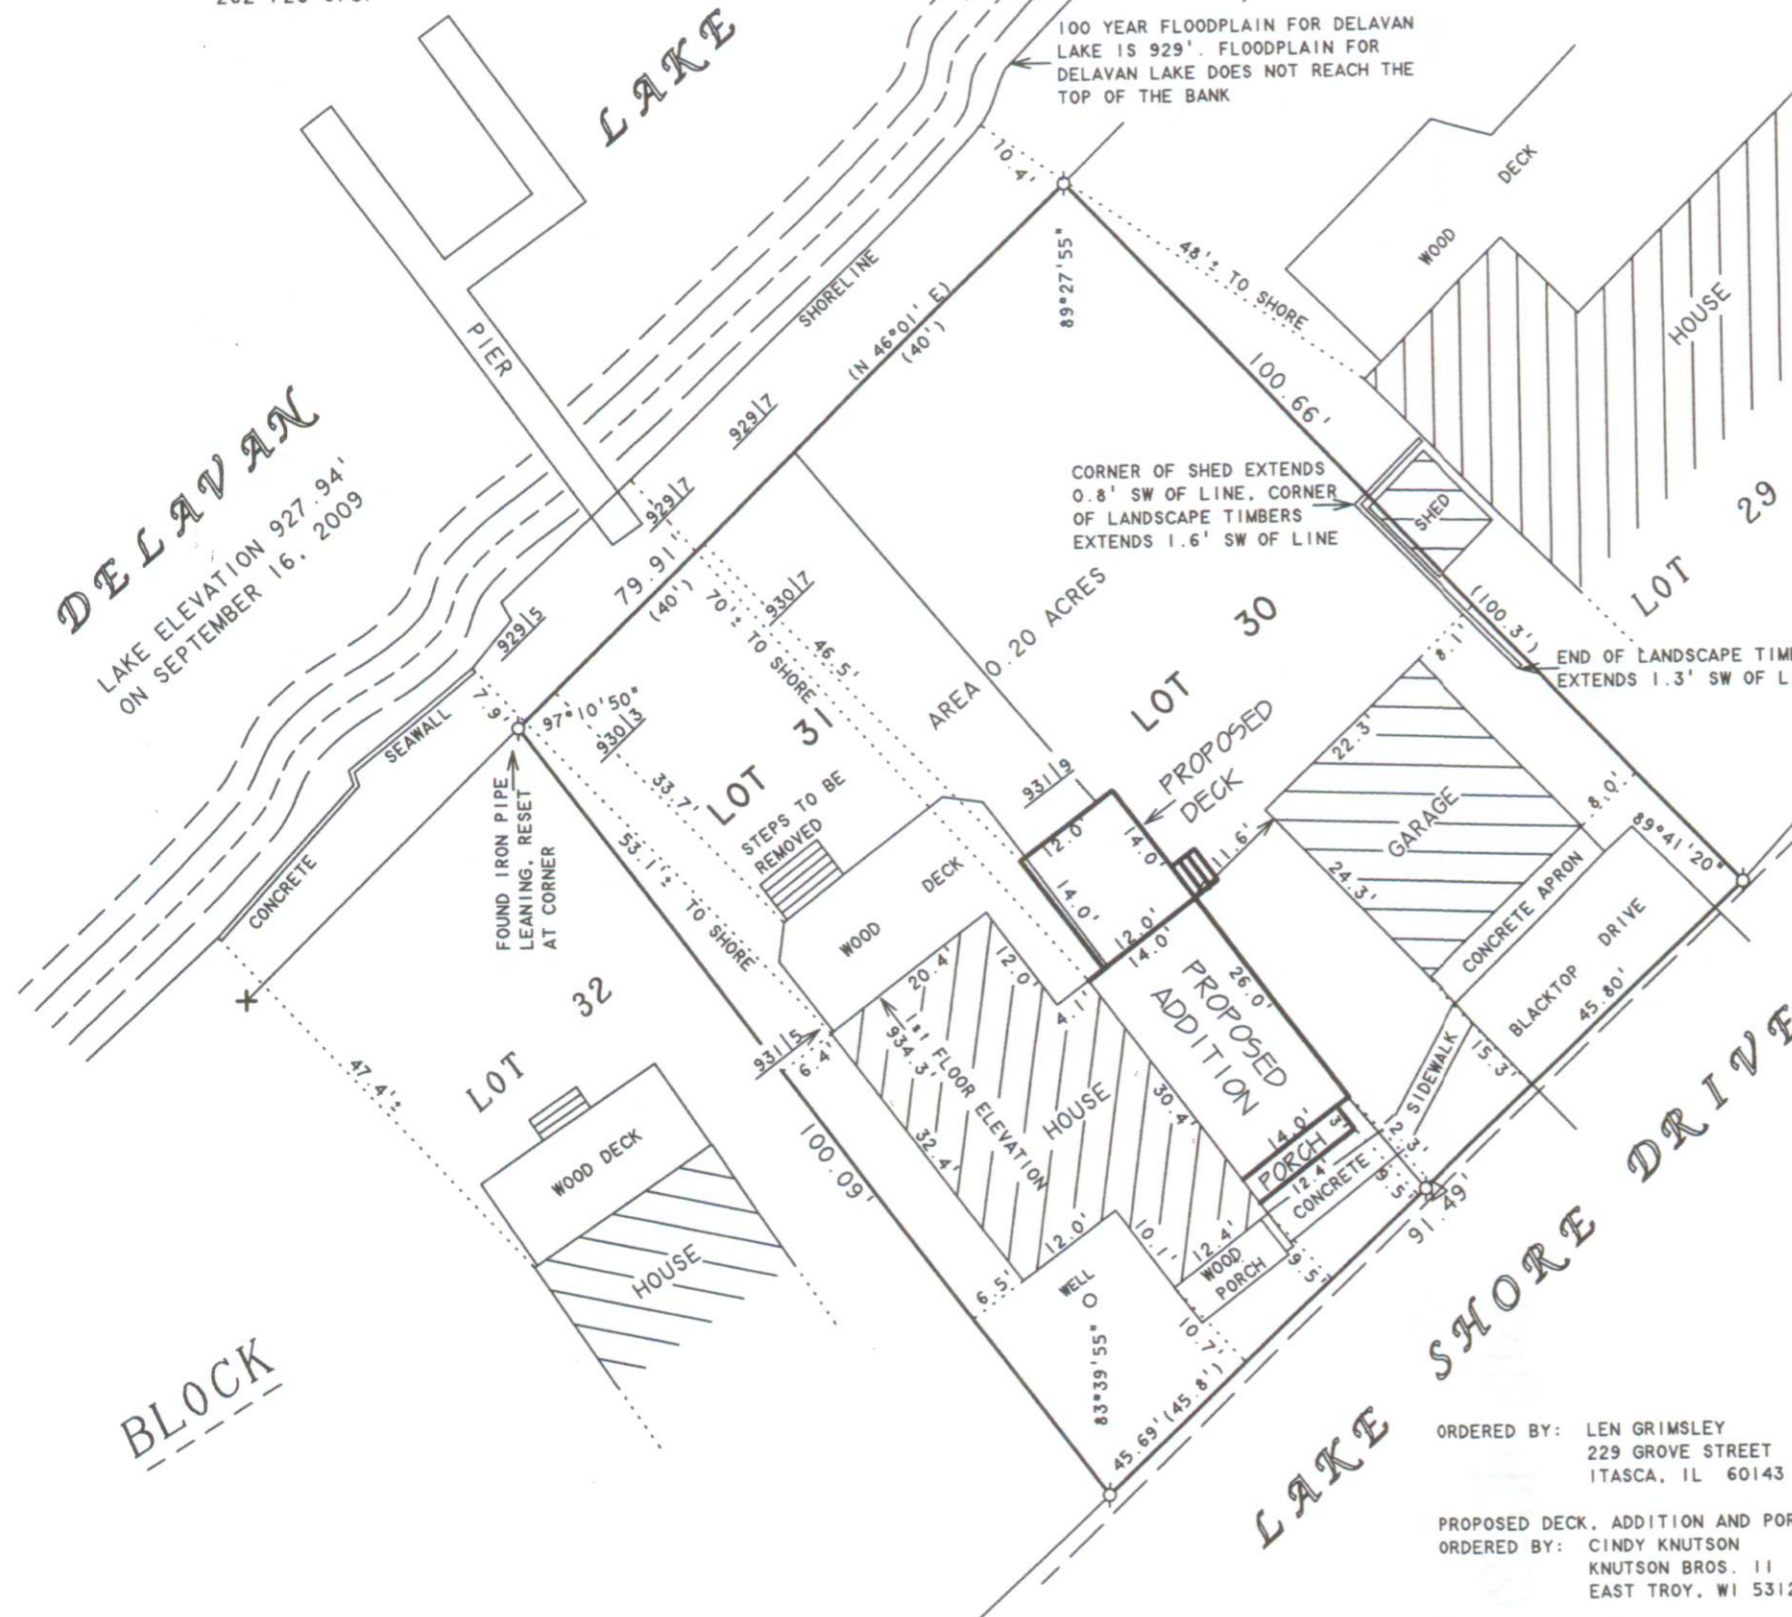 LAKE
100 YEAR FLOODPLAIN FOR DELAVAN
LAKE IS 929'. FLOODPLAIN FOR
DELAVAN LAKE DOES NOT REACH THE
TOP OF THE BANK
10.4'
89°27'55"
48'± TO SHORE
WOOD
DECK
HOUSE
SHORELINE
(N 46°01' E)
(40')
PIER
929|7
929|7
100.66'
DELAVAN
LAKE ELEVATION 927.94'
ON SEPTEMBER 16, 2009
CORNER OF SHED EXTENDS
0.8' SW OF LINE, CORNER
OF LANDSCAPE TIMBERS
EXTENDS 1.6' SW OF LINE
SHED
LOT 29
79.91'
(40')
929|5
930|7
70'± TO SHORE
46.5'
AREA 0.20 ACRES
LOT 30
(100.3')
8.1'
END OF LANDSCAPE
EXTENDS 1.3' SW OF
7.9'
97°10'50"
930|3
SEAWALL
CONCRETE
FOUND IRON PIPE
LEANING, RESET
AT CORNER
33.7'
LOT 31
STEPS TO BE
REMOVED
53.1'± TO SHORE
931|9
PROPOSED
DECK
12.0'
14.0'
14.0'
12.0'
11.6'
22.3'
GARAGE
24.3'
8.0'
89°41'20"
CONCRETE APRON
BLACKTOP DRIVE
45.80'
WOOD DECK
20.4'
12.0'
4.1'
14.0'
26.0'
PROPOSED
ADDITION
931|5
6.4'
1st FLOOR ELEVATION
934.3'
HOUSE
30.4'
32.4'
14.0'
3'
PORCH
12.4'
CONCRETE
SIDEWALK
15.3'
12.3'
9.5'
91.49'
LOT 32
47.4'±
WOOD DECK
HOUSE
100.09'
6.5'
12.0'
10.1'
12.4'
WOOD
PORCH
9.5'
WELL
10.7'
83°39'55"
45.69' (45.8')
BLOCK
LAKE SHORE DRIVE
ORDERED BY: LEN GRIMSLEY
229 GROVE STREET
ITASCA, IL 60143
PROPOSED DECK, ADDITION AND
ORDERED BY: CINDY KNUTSON
KNUTSON BROS. II
EAST TROY, WI